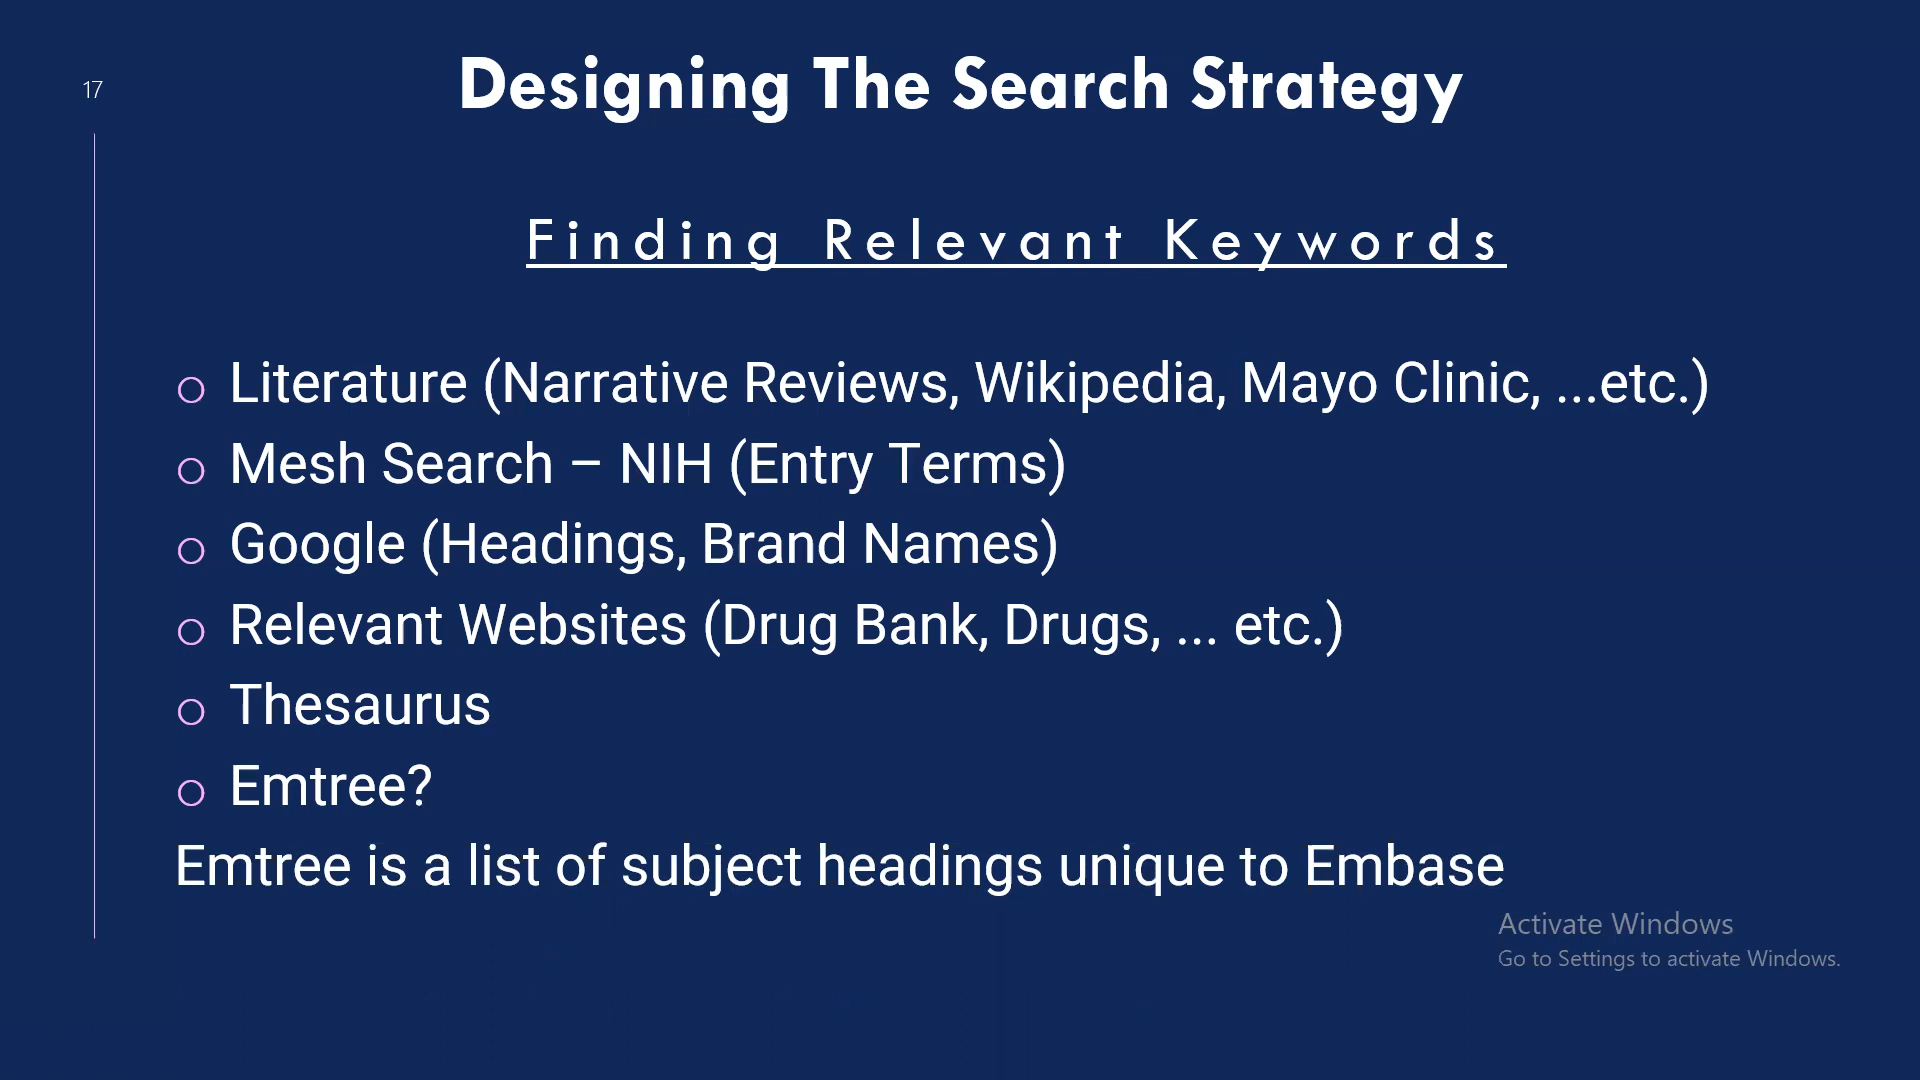 17
Designing The Search Strategy
Finding Relevant Keywords
o Literature (Narrative Reviews, Wikipedia, Mayo Clinic, ...etc.)
o Mesh Search – NIH (Entry Terms)
o Google (Headings, Brand Names)
o Relevant Websites (Drug Bank, Drugs, ... etc.)
o Thesaurus
o Emtree?
Emtree is a list of subject headings unique to Embase
Activate Windows
Go to Settings to activate Windows.